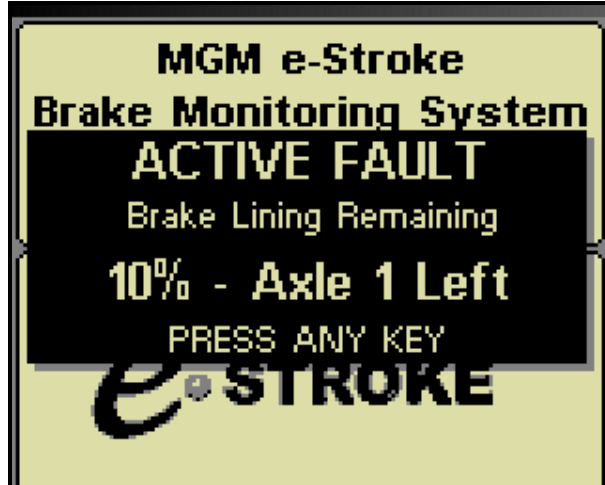 MGM e-Stroke
Brake Monitoring System
ACTIVE FAULT
Brake Lining Remaining
10% - Axle 1 Left
PRESS ANY KEY
e-STROKE